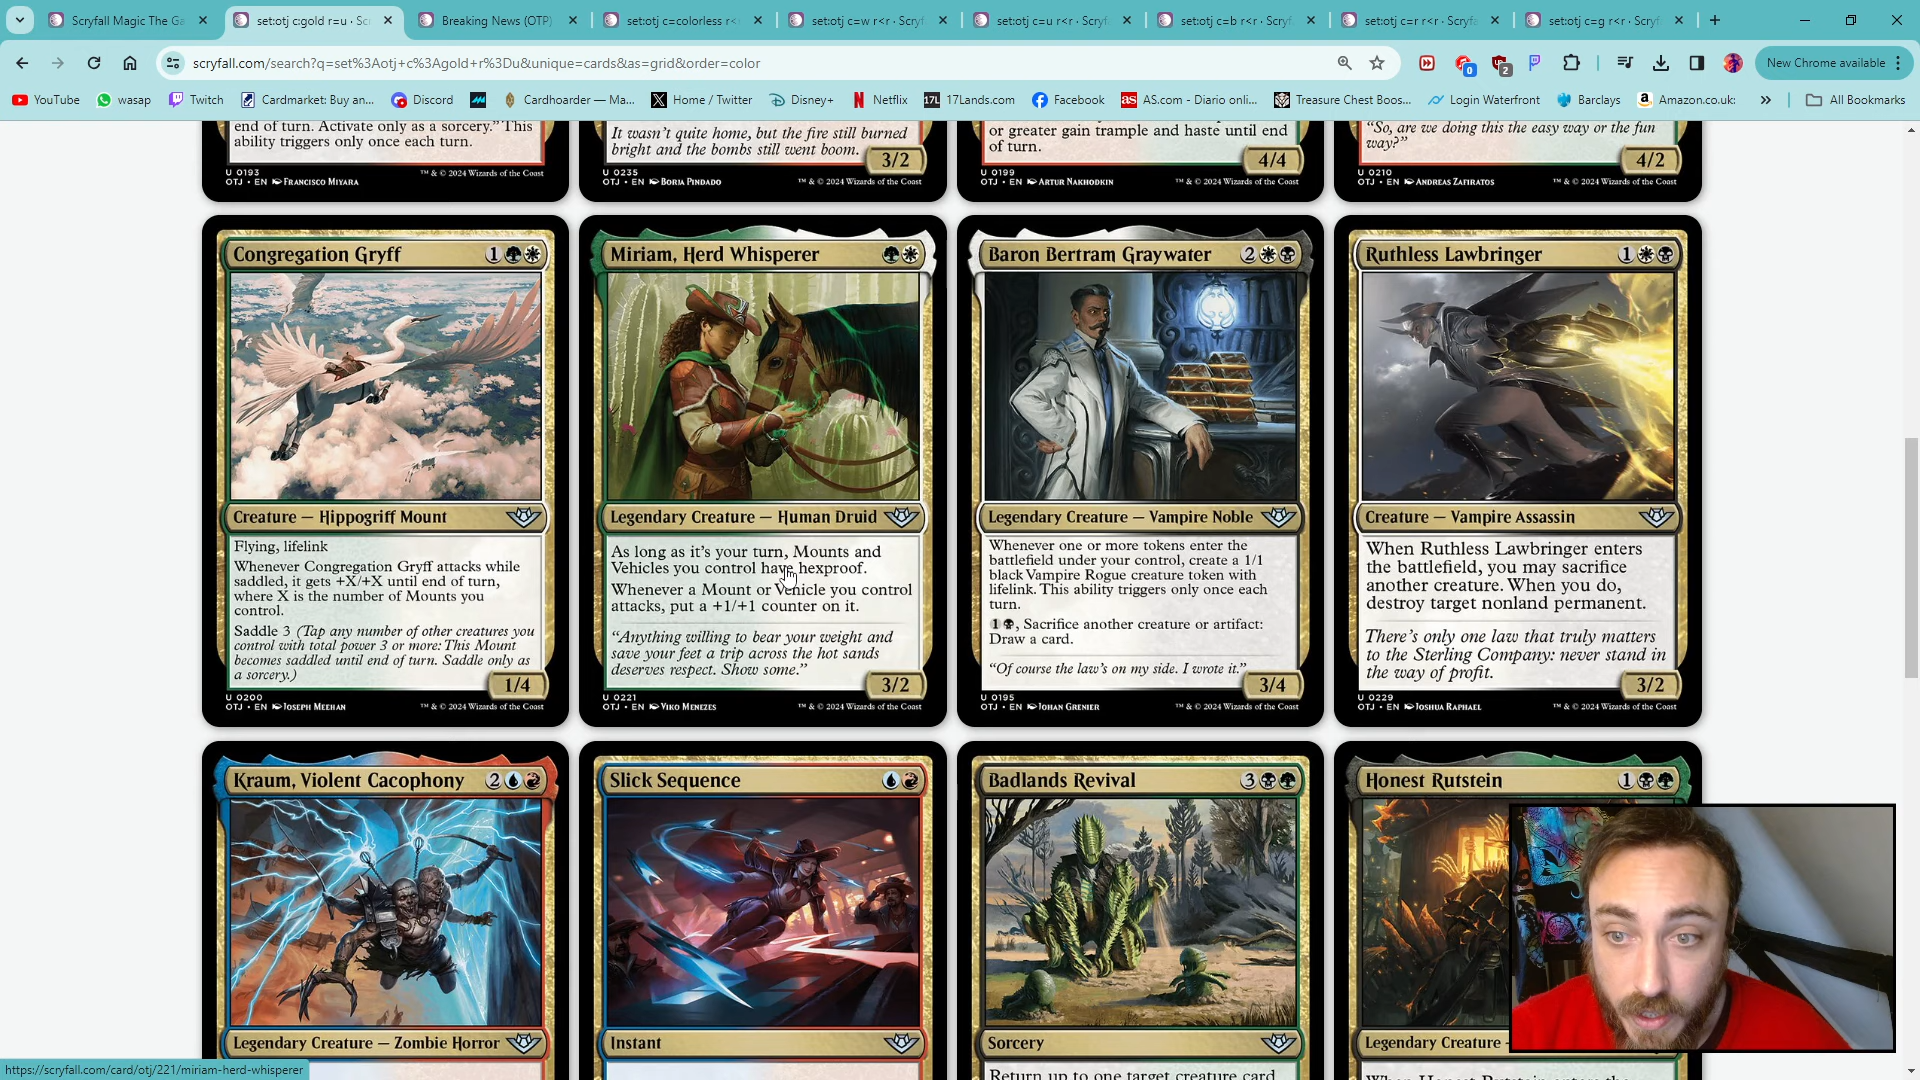 Scryfall Magic The Ga
set:otj c:gold r=u · Sc
Breaking News (OTP)
set:otj c=colorless r<
set:otj c=w r<r · Scryf
set:otj c=u r<r · Scryf
set:otj c=b r<r · Scryf
set:otj c=r r<r · Scryfa
set:otj c=g r<r · Scryf
scryfall.com/search?q=set%3Aotj+c%3Agold+r%3Du&unique=cards&as=grid&order=color
0
2
New Chrome available
YouTube
wasap
Twitch
Cardmarket: Buy an...
Discord
Cardhoarder — Ma...
Home / Twitter
Disney+
Netflix
17L 17Lands.com
Facebook
as AS.com - Diario onli...
Treasure Chest Boos...
Login Waterfront
Barclays
Amazon.co.uk:
All Bookmarks
end of turn. Activate only as a sorcery." This
ability triggers only once each turn.
U 0193
OTJ • EN Francisco Miyara
™ & © 2024 Wizards of the Coast
It wasn't quite home, but the fire still burned
bright and the bombs still went boom.
3/2
U 0235
OTJ • EN Borja Pindado
™ & © 2024 Wizards of the Coast
or greater gain trample and haste until end
of turn.
4/4
U 0199
OTJ • EN Artur Nakhodkin
™ & © 2024 Wizards of the Coast
"So, are we doing this the easy way or the fun
way?"
4/2
U 0210
OTJ • EN Andreas Zafiratos
™ & © 2024 Wizards of the Coast
Congregation Gryff
1
Creature — Hippogriff Mount
Flying, lifelink
Whenever Congregation Gryff attacks while
saddled, it gets +X/+X until end of turn,
where X is the number of Mounts you
control.
Saddle 3 (Tap any number of other creatures you
control with total power 3 or more: This Mount
becomes saddled until end of turn. Saddle only as
a sorcery.)
1/4
U 0200
OTJ • EN Joseph Meehan
™ & © 2024 Wizards of the Coast
Miriam, Herd Whisperer
Legendary Creature — Human Druid
As long as it's your turn, Mounts and
Vehicles you control have hexproof.
Whenever a Mount or Vehicle you control
attacks, put a +1/+1 counter on it.
"Anything willing to bear your weight and
save your feet a trip across the hot sands
deserves respect. Show some."
3/2
U 0221
OTJ • EN Viko Menezes
™ & © 2024 Wizards of the Coast
Baron Bertram Graywater
2
Legendary Creature — Vampire Noble
Whenever one or more tokens enter the
battlefield under your control, create a 1/1
black Vampire Rogue creature token with
lifelink. This ability triggers only once each
turn.
1, Sacrifice another creature or artifact:
Draw a card.
"Of course the law's on my side. I wrote it."
3/4
U 0195
OTJ • EN Johan Grenier
™ & © 2024 Wizards of the Coast
Ruthless Lawbringer
1
Creature — Vampire Assassin
When Ruthless Lawbringer enters
the battlefield, you may sacrifice
another creature. When you do,
destroy target nonland permanent.
There's only one law that truly matters
to the Sterling Company: never stand in
the way of profit.
3/2
U 0229
OTJ • EN Joshua Raphael
™ & © 2024 Wizards of the Coast
Kraum, Violent Cacophony
2
Legendary Creature — Zombie Horror
Slick Sequence
Instant
Badlands Revival
3
Sorcery
Return up to one target creature card
Honest Rutstein
1
Legendary Creature -
When Honest Rutstein enters the
https://scryfall.com/card/otj/221/miriam-herd-whisperer